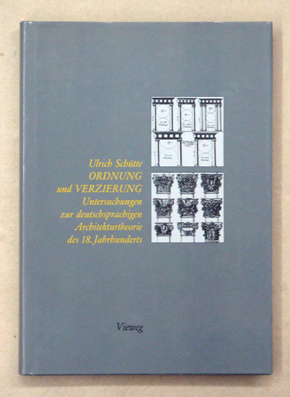 Ulrich Schütte
ORDNUNG
und VERZIERUNG
Untersuchungen
zur deutschsprachigen
Architekturtheorie
des 18. Jahrhunderts
Vieweg